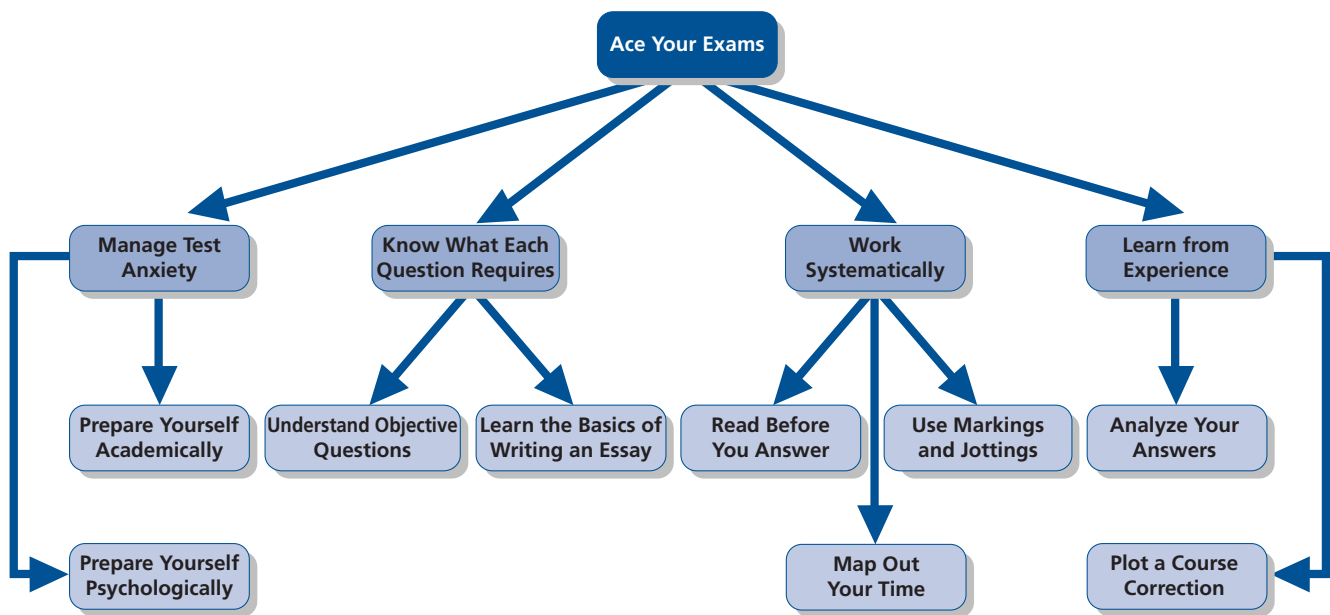 Ace Your Exams
Manage Test
Anxiety
Know What Each
Question Requires
Work
Systematically
Learn from
Experience
Prepare Yourself
Academically
Understand Objective
Questions
Learn the Basics of
Writing an Essay
Read Before
You Answer
Use Markings
and Jottings
Analyze Your
Answers
Prepare Yourself
Psychologically
Map Out
Your Time
Plot a Course
Correction